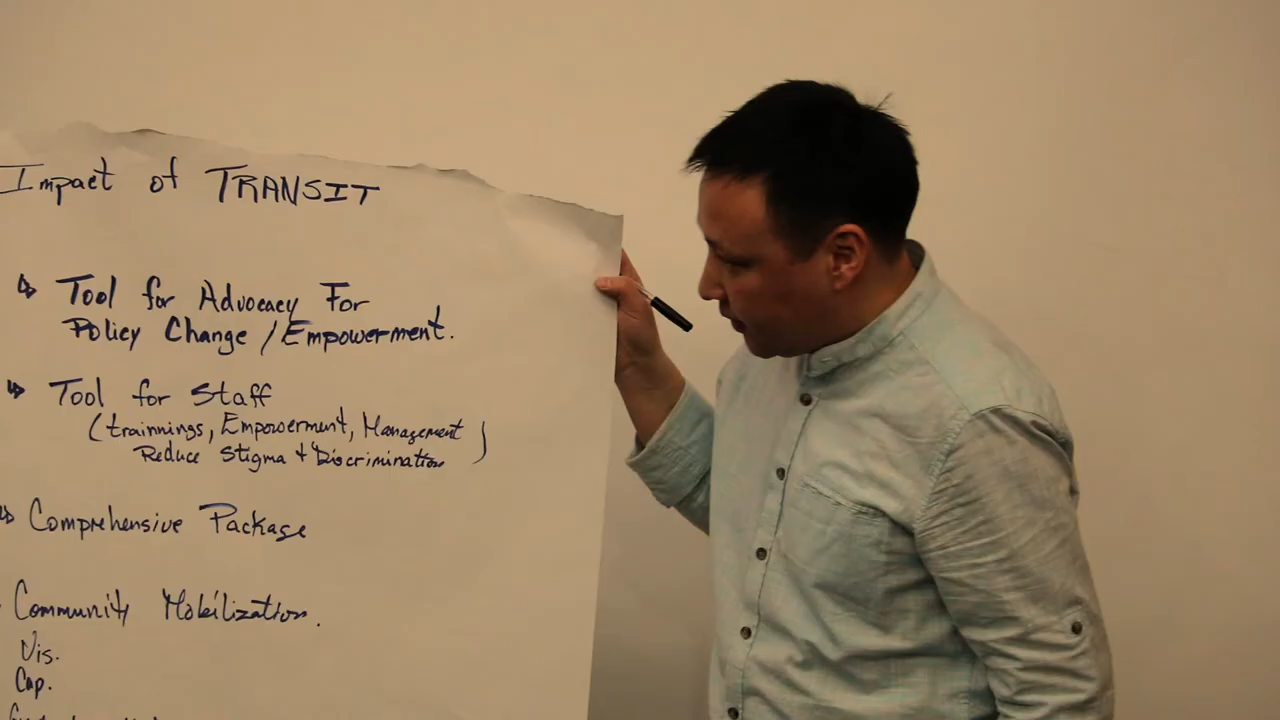 Impact of TRANSIT
↳ Tool for Advocacy For
Policy Change / Empowerment.
↳ Tool for Staff
(trainnings, Empowerment, Management
Reduce Stigma + Discrimination)
↳ Comprehensive Package
Community Mobilization.
Vis.
Cap.